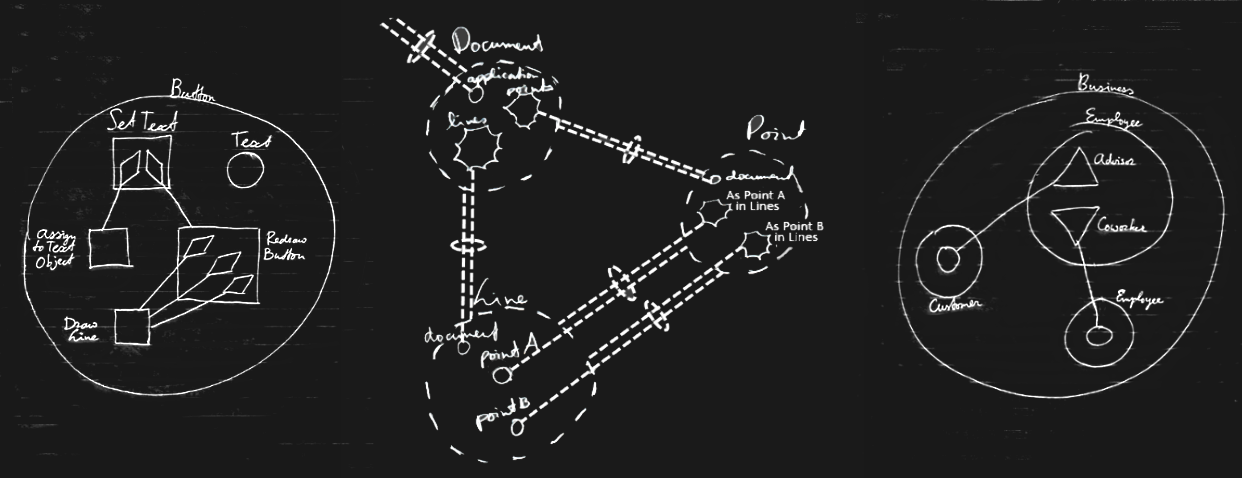 Button
Set Text
Text
Assign
to Text
Object
Redraw
Button
Draw
Line
Document
application
points
lines
Point
document
As Point A
in Lines
As Point B
in Lines
Line
document
point A
point B
Business
Employee
Advisor
Coworker
Customer
Employee